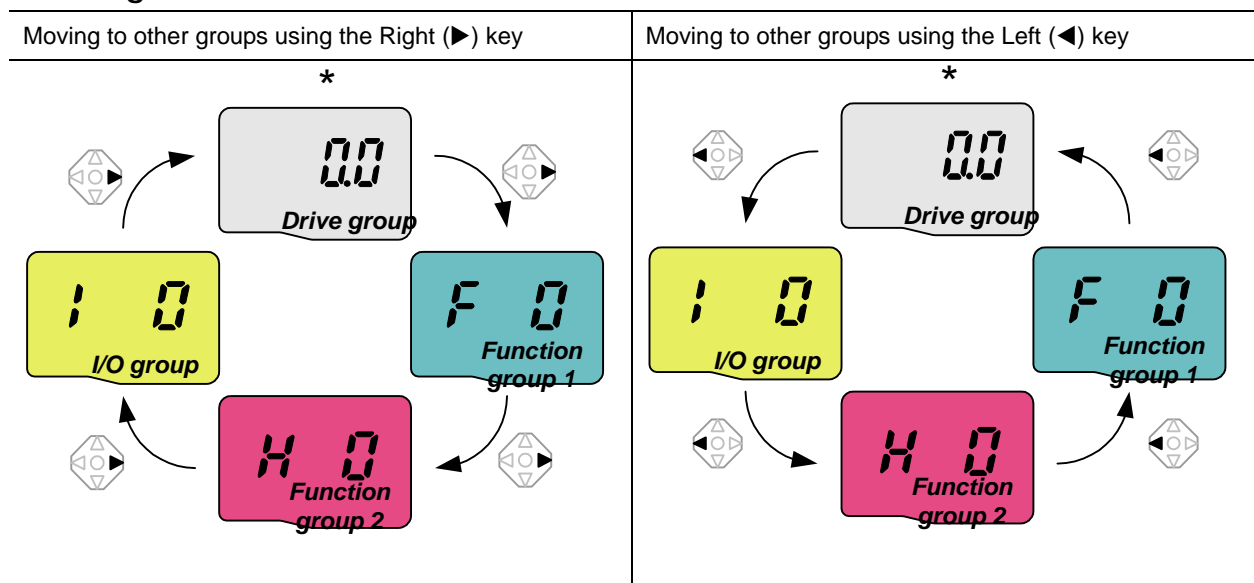 Moving to other groups using the Right (▶) key
*
0.0
Drive group
I 0
I/O group
F 0
Function
group 1
H 0
Function
group 2
Moving to other groups using the Left (◀) key
*
0.0
Drive group
I 0
I/O group
F 0
Function
group 1
H 0
Function
group 2